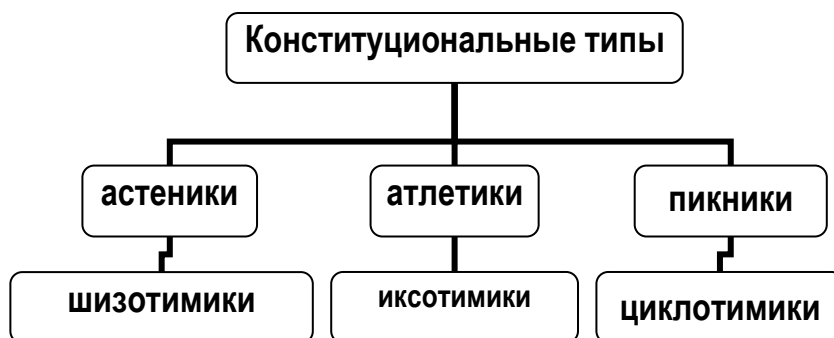 Конституциональные типы
астеники
атлетики
пикники
шизотимики
иксотимики
циклотимики